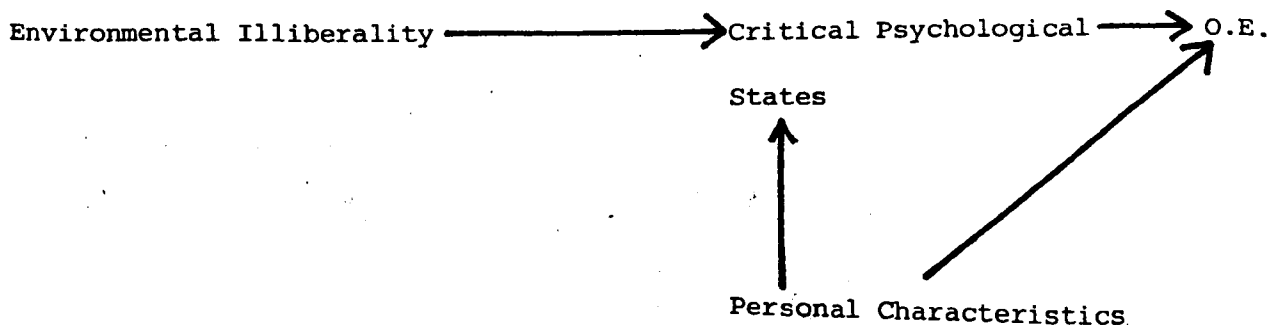 Environmental Illiberality Critical Psychological O.E.
States
Personal Characteristics